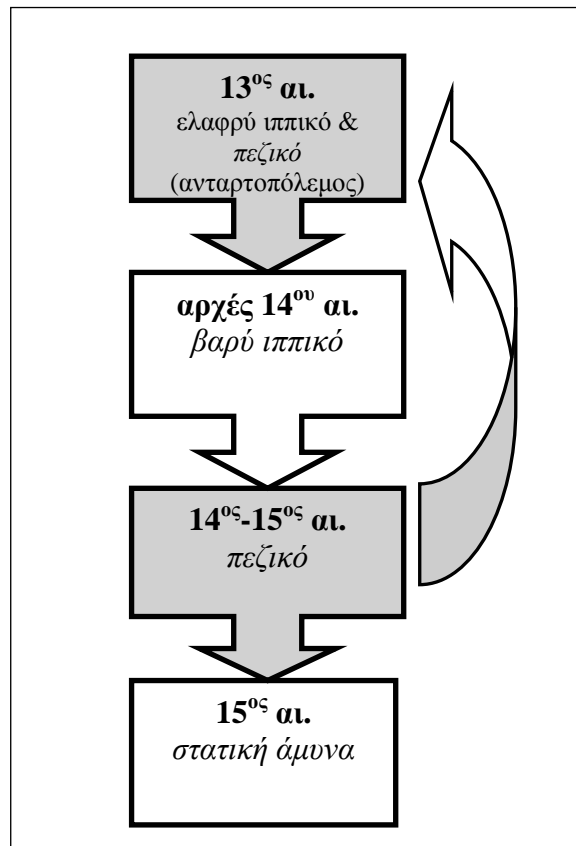 13ος αι.
ελαφρύ ιππικό &
πεζικό
(ανταρτοπόλεμος)
αρχές 14ου αι.
βαρύ ιππικό
14ος-15ος αι.
πεζικό
15ος αι.
στατική άμυνα